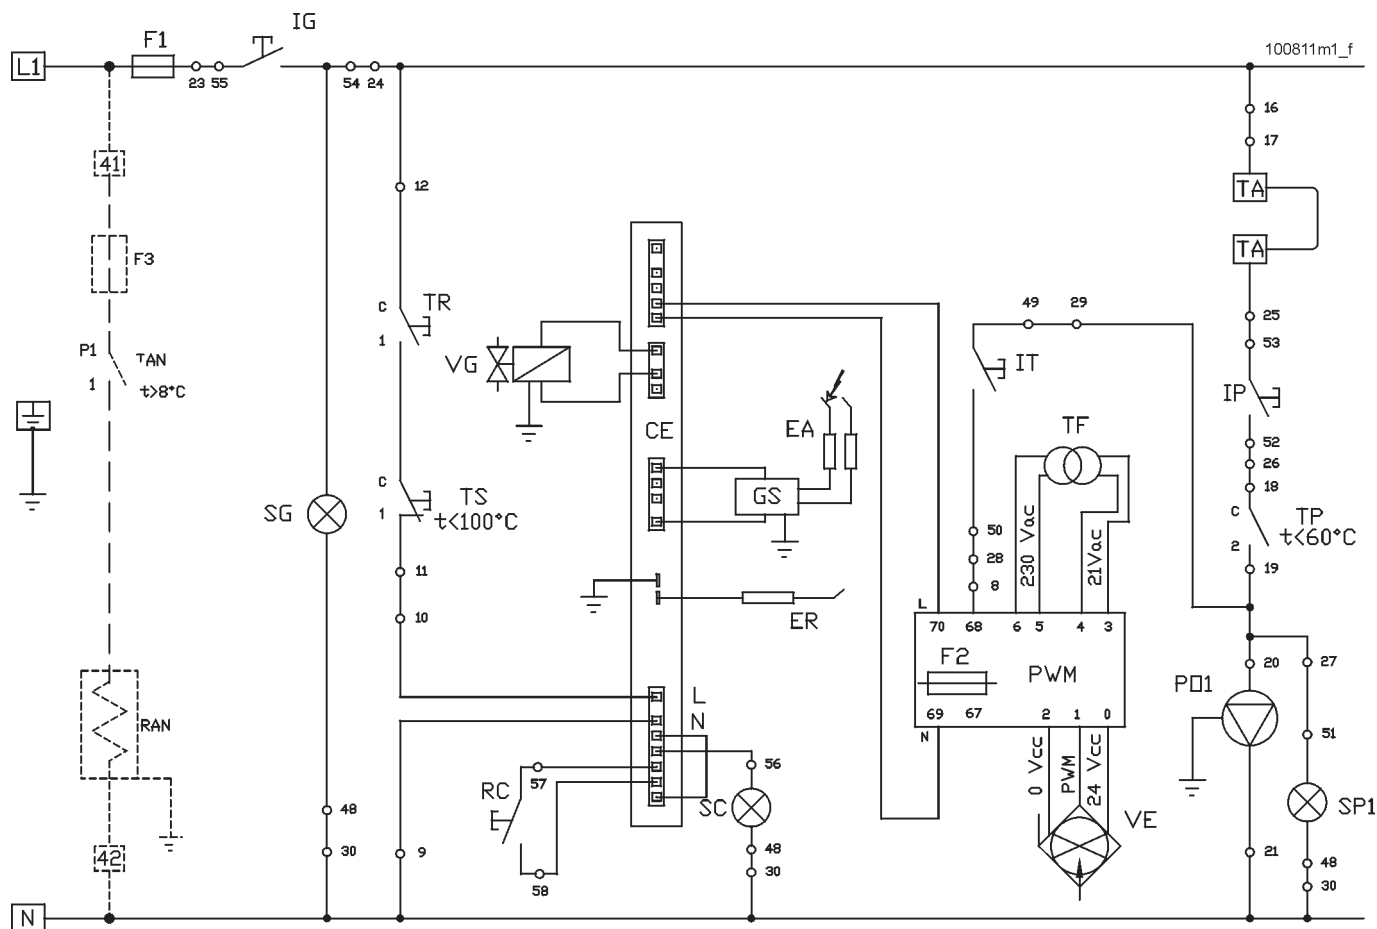 IG
F1
100811m1_f
L1
23 55
54 24
16
17
41
TA
12
TA
F3
C
TR
1
49 29
25
53
P1
TAN
1
t>8°C
VG
IT
IP
EA
CE
TF
52
26
18
C
TS
1
t<100°C
SG
GS
230 Vac
21Vac
50
28
8
C
TP
t<60°C
2
19
11
10
ER
L
70 68 6 5 4 3
F2
PWM
20
27
PO1
RAN
L
N
69 67 2 1 0
N
51
0 Vcc
PWM
24 Vcc
57
56
RC
SC
VE
SP1
48
30
9
58
48
30
21
48
30
42
N